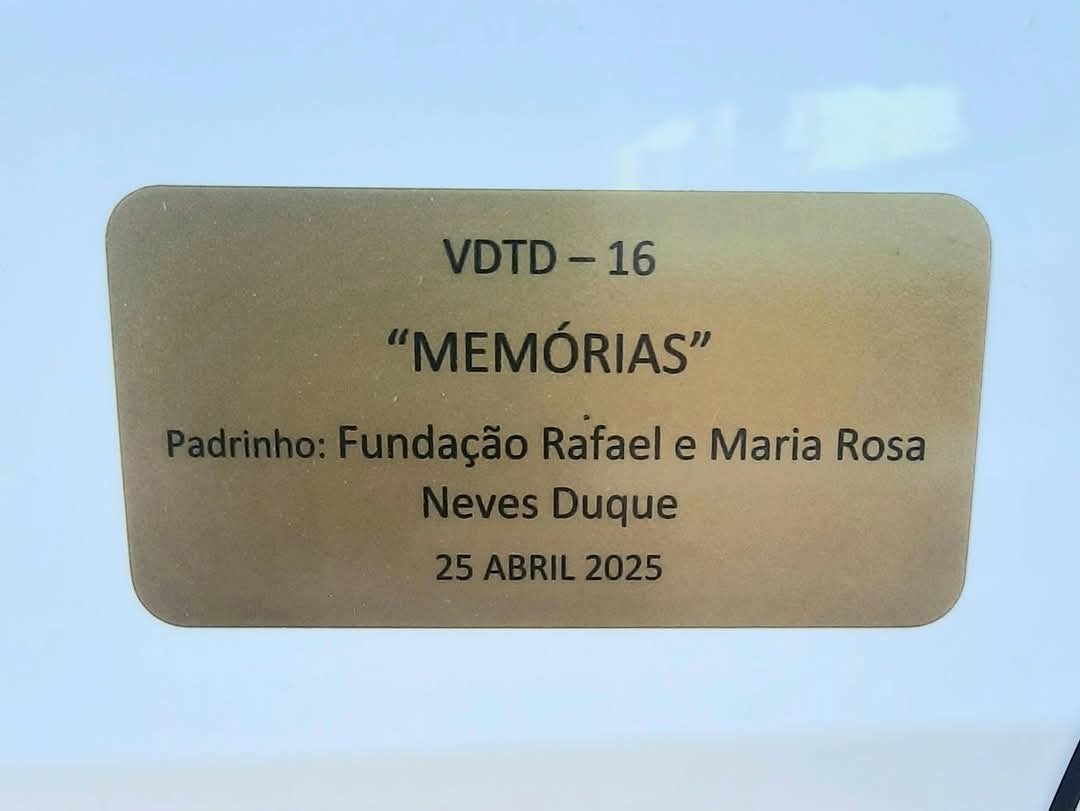 VDTD – 16
“MEMÓRIAS”
Padrinho: Fundação Rafael e Maria Rosa
Neves Duque
25 ABRIL 2025